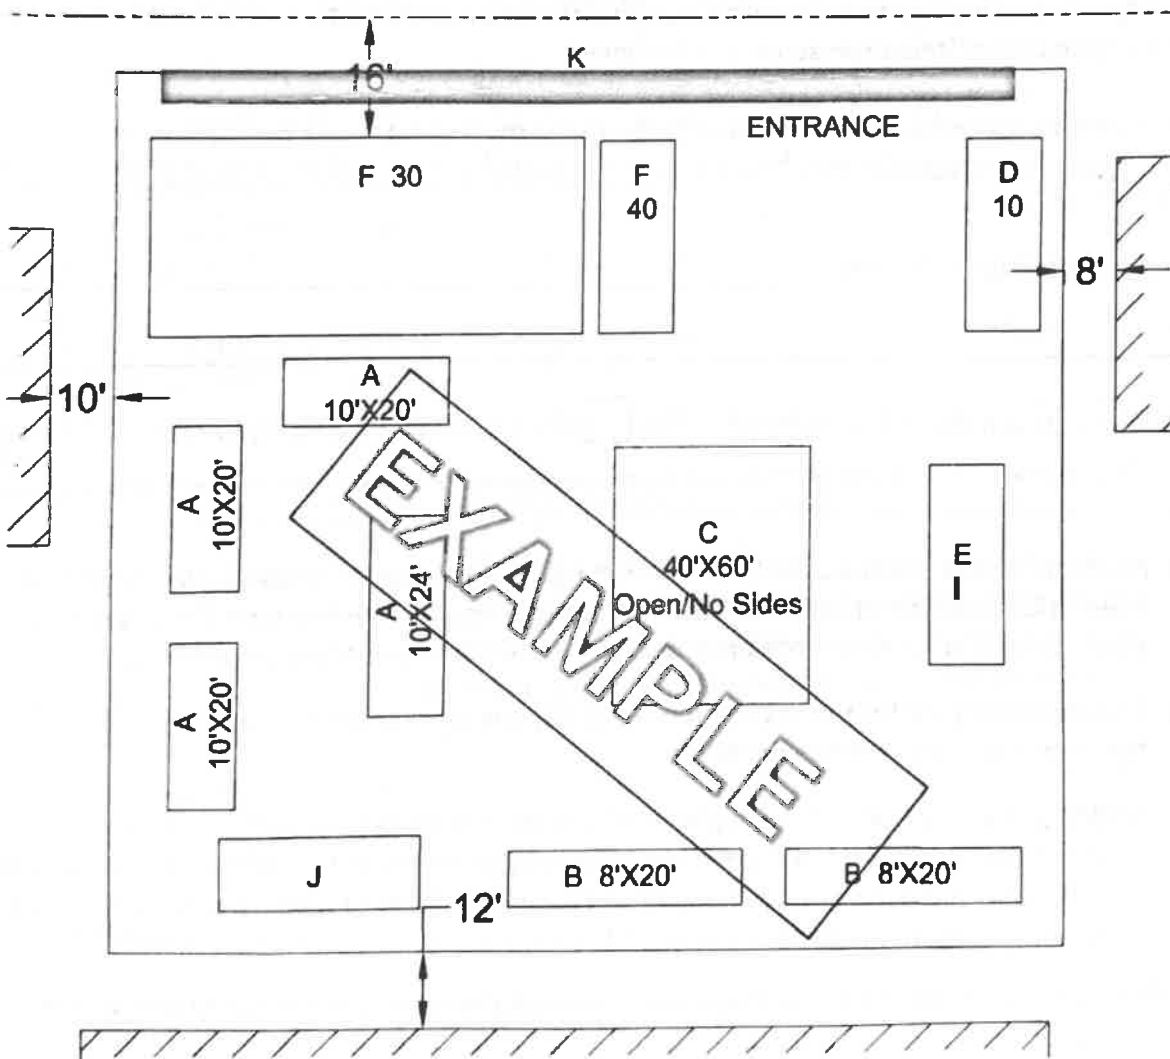 K
16'
ENTRANCE
F 30
F
40
D
10
8'
10'
A
10'X20'
A
10'X20'
EXAMPLE
C
40'X60'
Open/No Sides
E
I
A
10'X24'
A
10'X20'
J
B 8'X20'
B 8'X20'
12'